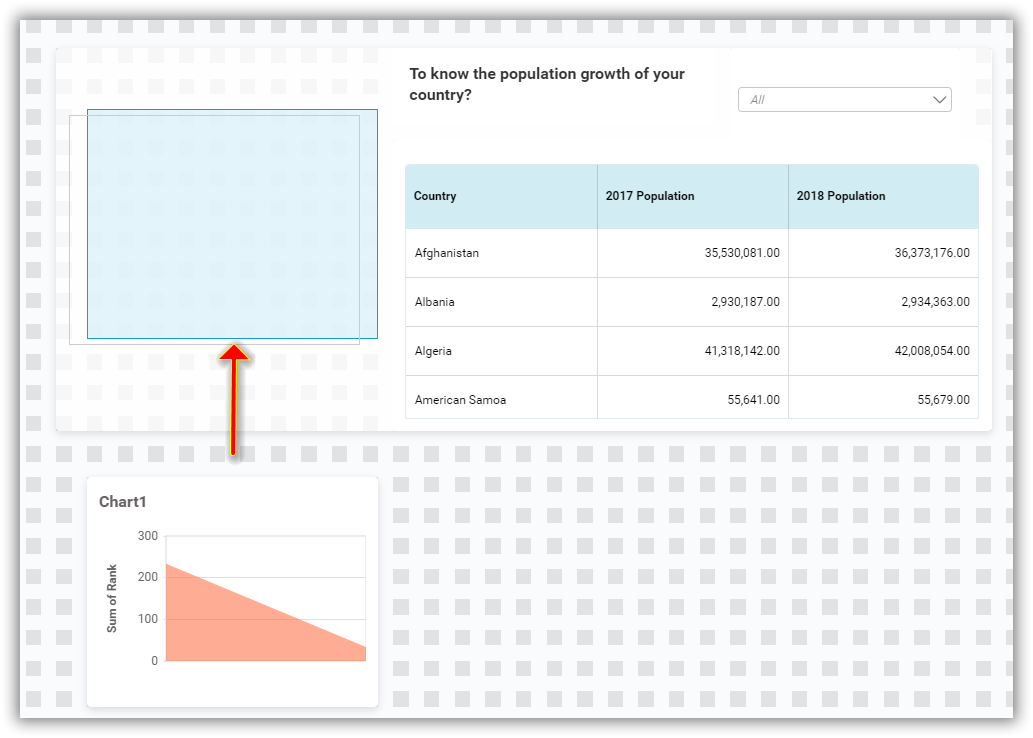 To know the population growth of your
country?
All
Country 2017 Population 2018 Population
Afghanistan 35,530,081.00 36,373,176.00
Albania 2,930,187.00 2,934,363.00
Algeria 41,318,142.00 42,008,054.00
American Samoa 55,641.00 55,679.00
Chart1
Sum of Rank
300
200
100
0